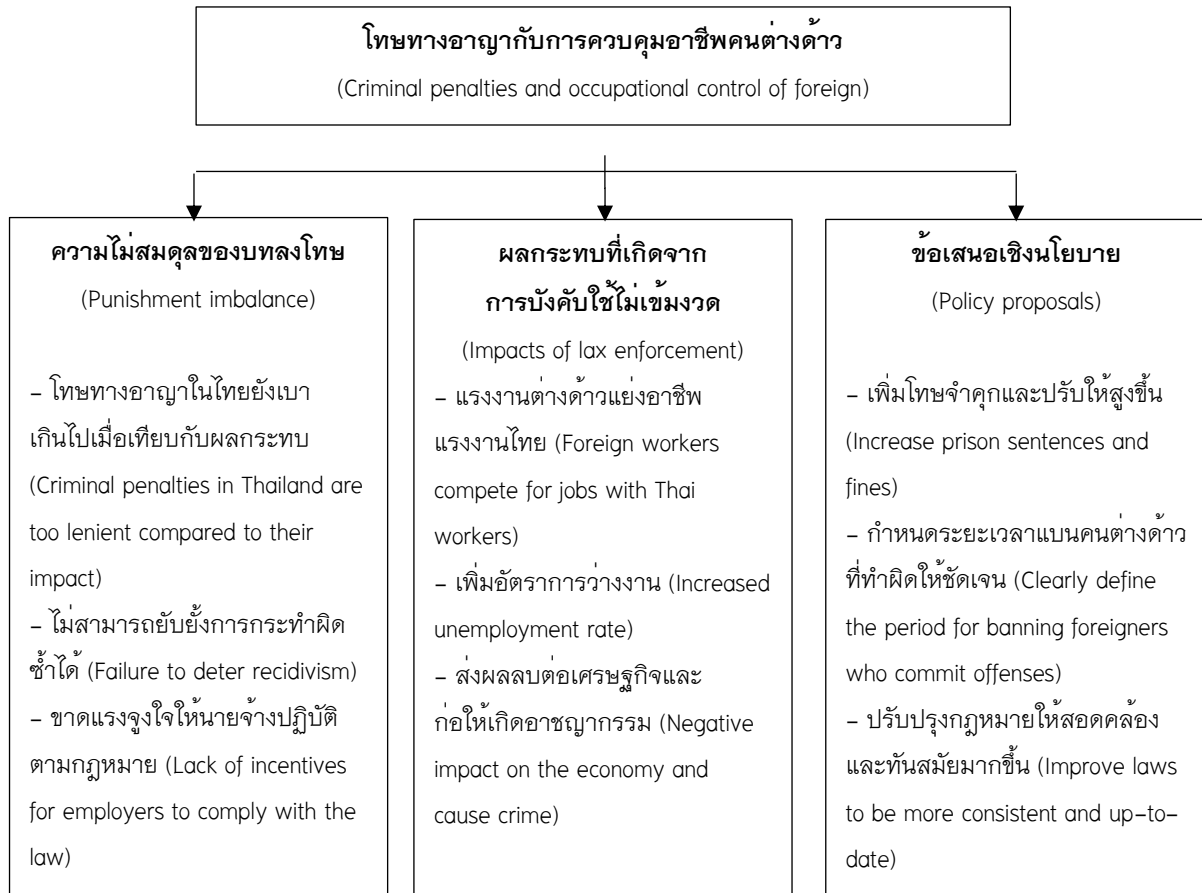 โทษทางอาญากับการควบคุมอาชีพคนต่างด้าว
(Criminal penalties and occupational control of foreign)
ความไม่สมดุลของบทลงโทษ
(Punishment imbalance)
– โทษทางอาญาในไทยยังเบา
เกินไปเมื่อเทียบกับผลกระทบ
(Criminal penalties in Thailand are
too lenient compared to their
impact)
– ไม่สามารถยับยั้งการกระทำผิด
ซ้ำได้ (Failure to deter recidivism)
– ขาดแรงจูงใจให้นายจ้างปฏิบัติ
ตามกฎหมาย (Lack of incentives
for employers to comply with the
law)
ผลกระทบที่เกิดจาก
การบังคับใช้ไม่เข้มงวด
(Impacts of lax enforcement)
– แรงงานต่างด้าวแย่งอาชีพ
แรงงานไทย (Foreign workers
compete for jobs with Thai
workers)
– เพิ่มอัตราการว่างงาน (Increased
unemployment rate)
– ส่งผลลบต่อเศรษฐกิจและ
ก่อให้เกิดอาชญากรรม (Negative
impact on the economy and
cause crime)
ข้อเสนอเชิงนโยบาย
(Policy proposals)
– เพิ่มโทษจำคุกและปรับให้สูงขึ้น
(Increase prison sentences and
fines)
– กำหนดระยะเวลาแบนคนต่างด้าว
ที่ทำผิดให้ชัดเจน (Clearly define
the period for banning foreigners
who commit offenses)
– ปรับปรุงกฎหมายให้สอดคล้อง
และทันสมัยมากขึ้น (Improve laws
to be more consistent and up–to–
date)